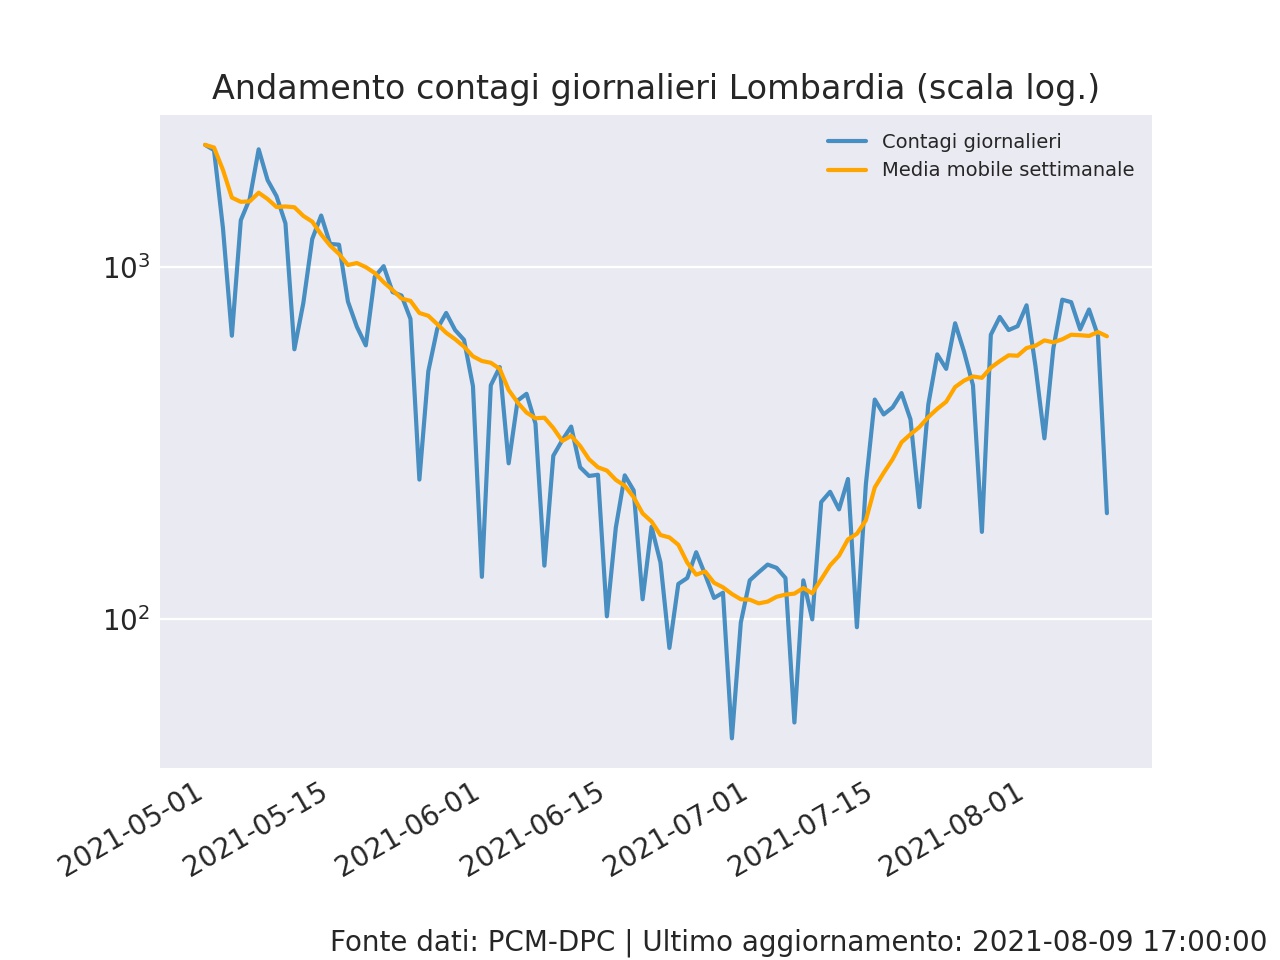 Andamento contagi giornalieri Lombardia (scala log.)
Contagi giornalieri
Media mobile settimanale
10³
10²
2021-05-01
2021-05-15
2021-06-01
2021-06-15
2021-07-01
2021-07-15
2021-08-01
Fonte dati: PCM-DPC | Ultimo aggiornamento: 2021-08-09 17:00:00